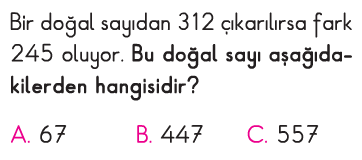 Bir doğal sayıdan 312 çıkarılırsa fark
245 oluyor. Bu doğal sayı aşağıda-
kilerden hangisidir?
A. 67 B. 447 C. 557